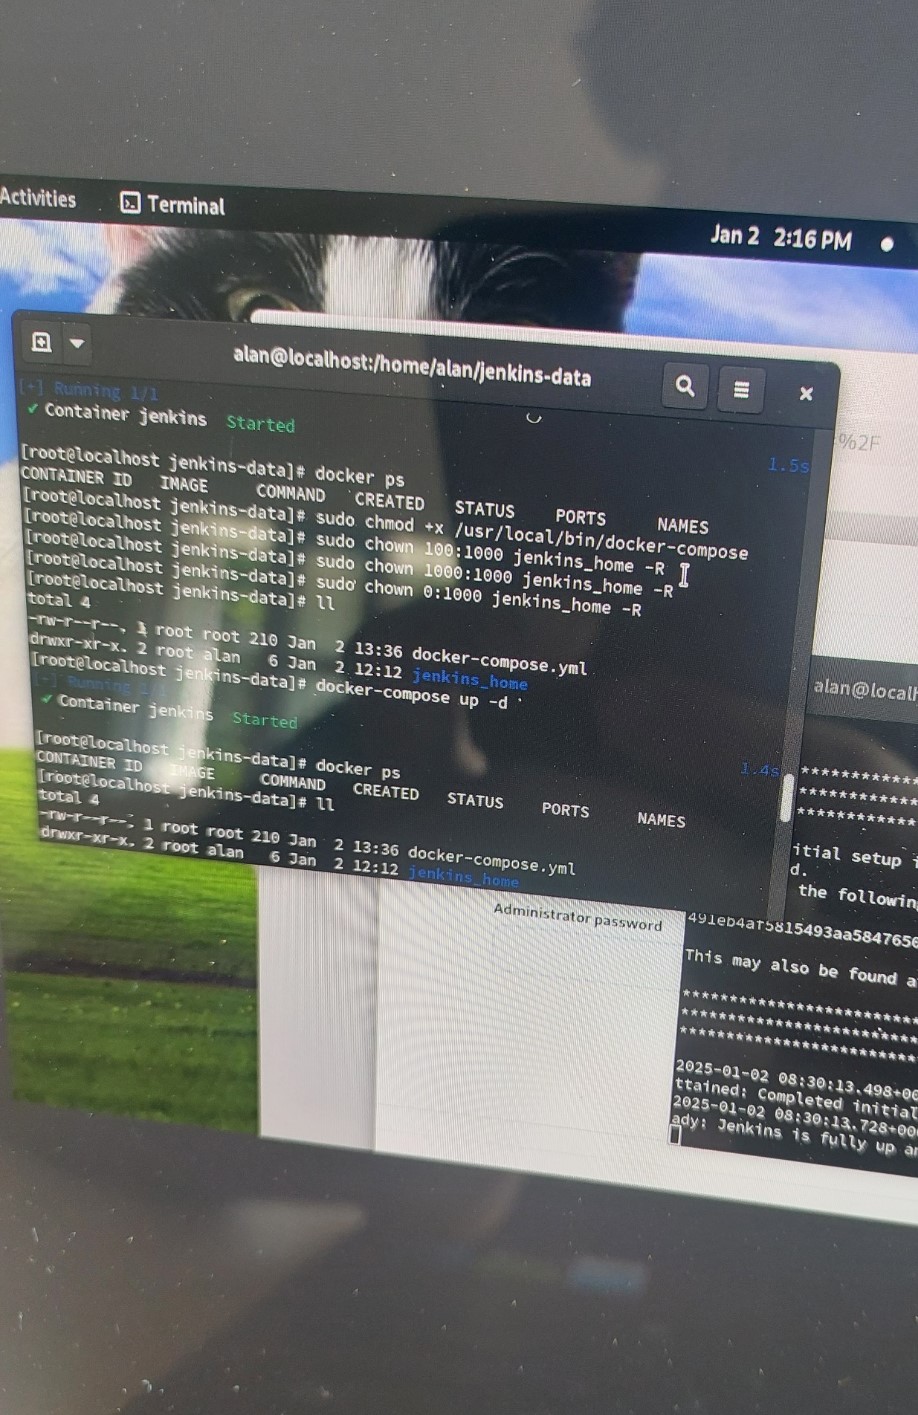 Activities
Terminal
Jan 2 2:16 PM
alan@localhost:/home/alan/jenkins-data
[+] Running 1/1
✔ Container jenkins Started
1.5s
[root@localhost jenkins-data]# docker ps
CONTAINER ID IMAGE COMMAND CREATED STATUS PORTS NAMES
[root@localhost jenkins-data]# sudo chmod +x /usr/local/bin/docker-compose
[root@localhost jenkins-data]# sudo chown 100:1000 jenkins_home -R
[root@localhost jenkins-data]# sudo chown 1000:1000 jenkins_home -R
[root@localhost jenkins-data]# sudo chown 0:1000 jenkins_home -R
[root@localhost jenkins-data]# ll
total 4
-rw-r--r--. 1 root root 210 Jan 2 13:36 docker-compose.yml
drwxr-xr-x. 2 root alan 6 Jan 2 12:12 jenkins_home
[root@localhost jenkins-data]# docker-compose up -d `
Running
✔ Container jenkins Started
1.4s
[root@localhost jenkins-data]# docker ps
CONTAINER ID IMAGE COMMAND CREATED STATUS PORTS NAMES
[root@localhost jenkins-data]# ll
total 4
-rw-r--r--. 1 root root 210 Jan 2 13:36 docker-compose.yml
drwxr-xr-x. 2 root alan 6 Jan 2 12:12 jenkins_home
%2F
alan@localh
*************
*************
*************
itial setup
d.
the following
Administrator password
491eb4af5815493aa584765
This may also be found a
*************************
*************************
*************************
2025-01-02 08:30:13.498+00
ttained: Completed initial
2025-01-02 08:30:13.728+00
ady: Jenkins is fully up an